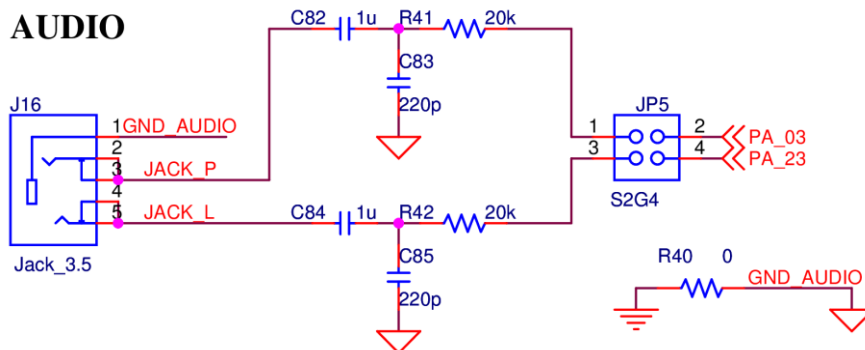 AUDIO
C82 1u R41 20k
C83
220p
J16
1 GND_AUDIO
2
3 JACK_P
4
5 JACK_L
Jack_3.5
C84 1u R42 20k
C85
220p
JP5
1 2 PA_03
3 4 PA_23
S2G4
R40 0
GND_AUDIO